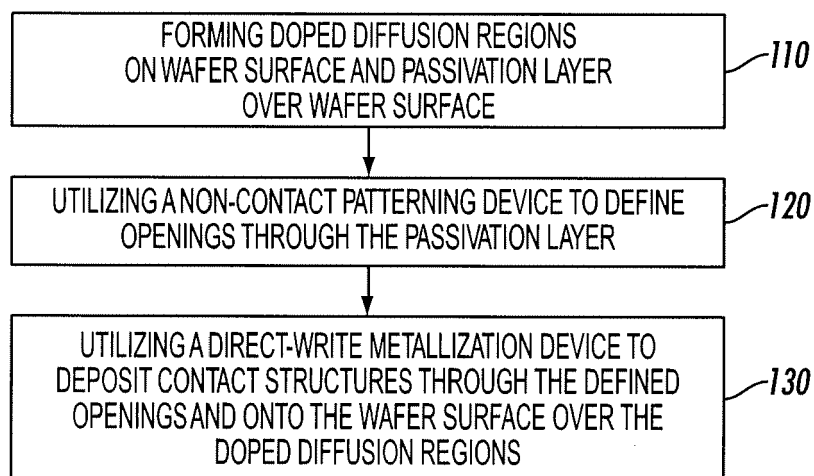 FORMING DOPED DIFFUSION REGIONS
ON WAFER SURFACE AND PASSIVATION LAYER
OVER WAFER SURFACE
110
UTILIZING A NON-CONTACT PATTERNING DEVICE TO DEFINE
OPENINGS THROUGH THE PASSIVATION LAYER
120
UTILIZING A DIRECT-WRITE METALLIZATION DEVICE TO
DEPOSIT CONTACT STRUCTURES THROUGH THE DEFINED
OPENINGS AND ONTO THE WAFER SURFACE OVER THE
DOPED DIFFUSION REGIONS
130